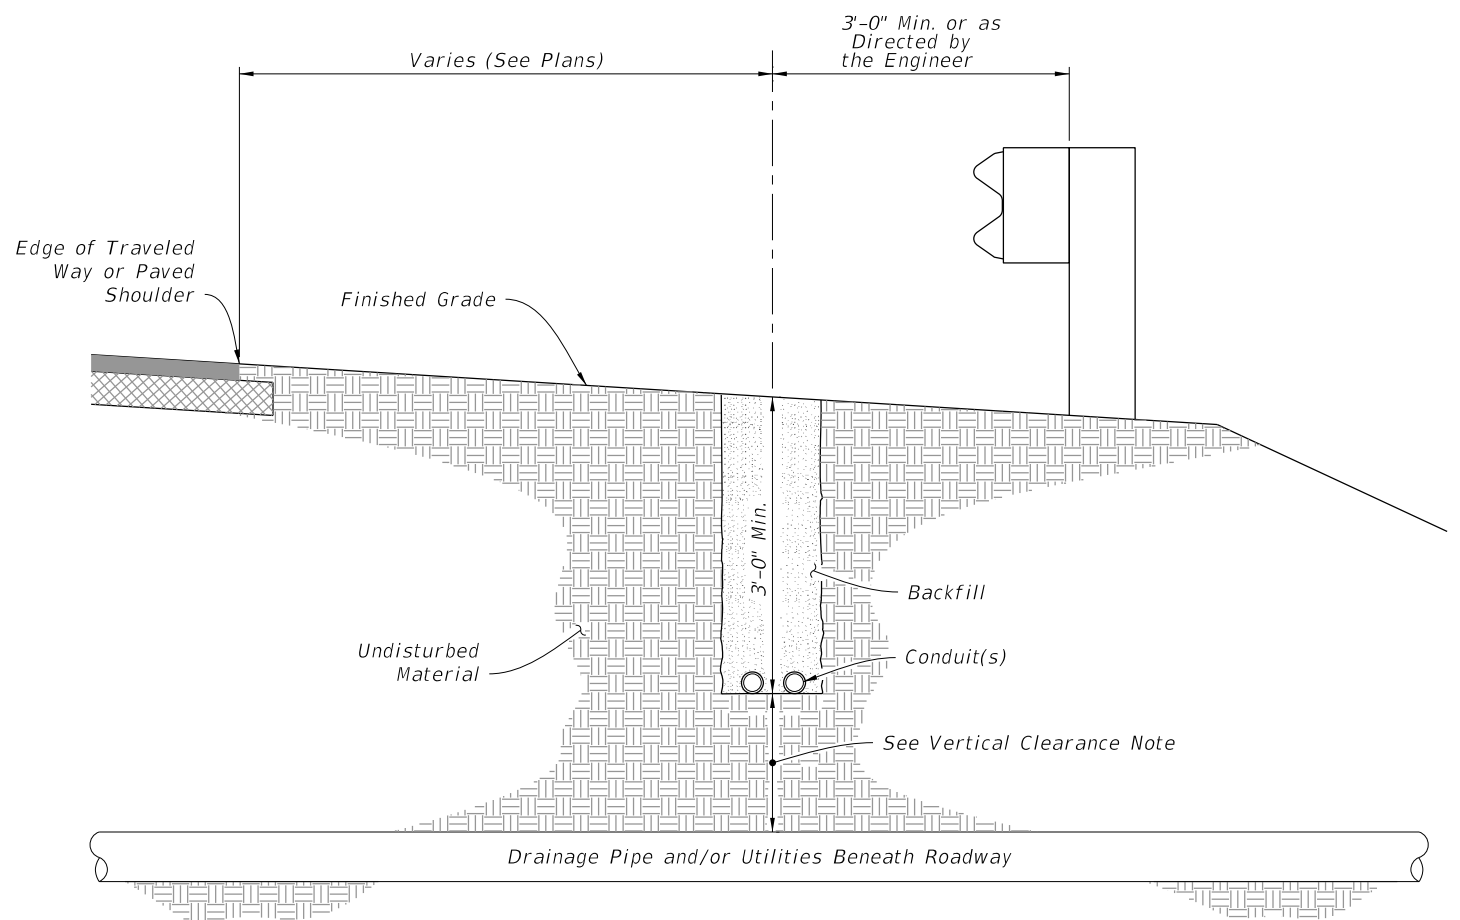 3'-0" Min. or as
Directed by
the Engineer
Varies (See Plans)
Edge of Traveled
Way or Paved
Shoulder
Finished Grade
3'-0" Min.
Backfill
Undisturbed
Material
Conduit(s)
See Vertical Clearance Note
Drainage Pipe and/or Utilities Beneath Roadway